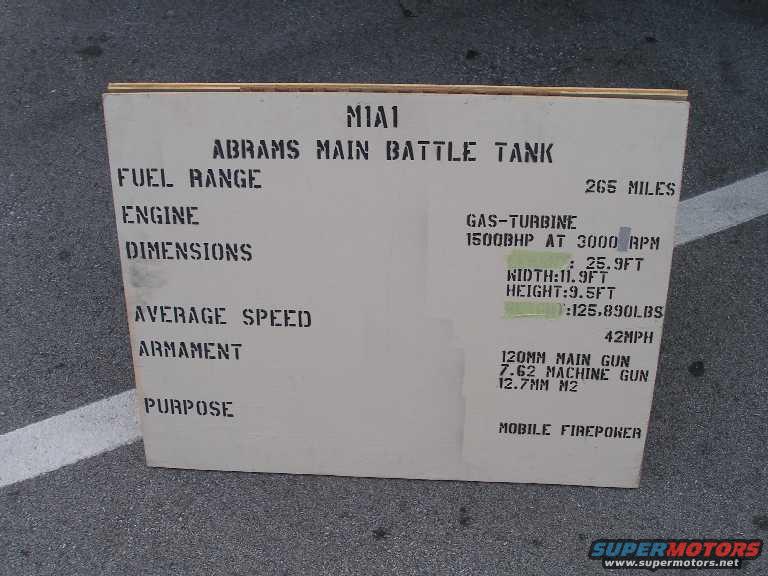 M1A1
ABRAMS MAIN BATTLE TANK
FUEL RANGE 265 MILES
ENGINE GAS-TURBINE
1500BHP AT 3000 RPM
DIMENSIONS : 25.9FT
WIDTH:11.9FT
HEIGHT:9.5FT
:125,890LBS
AVERAGE SPEED 42MPH
ARMAMENT 120MM MAIN GUN
7.62 MACHINE GUN
12.7MM M2
PURPOSE MOBILE FIREPOWER
SUPERMOTORS
www.supermotors.net